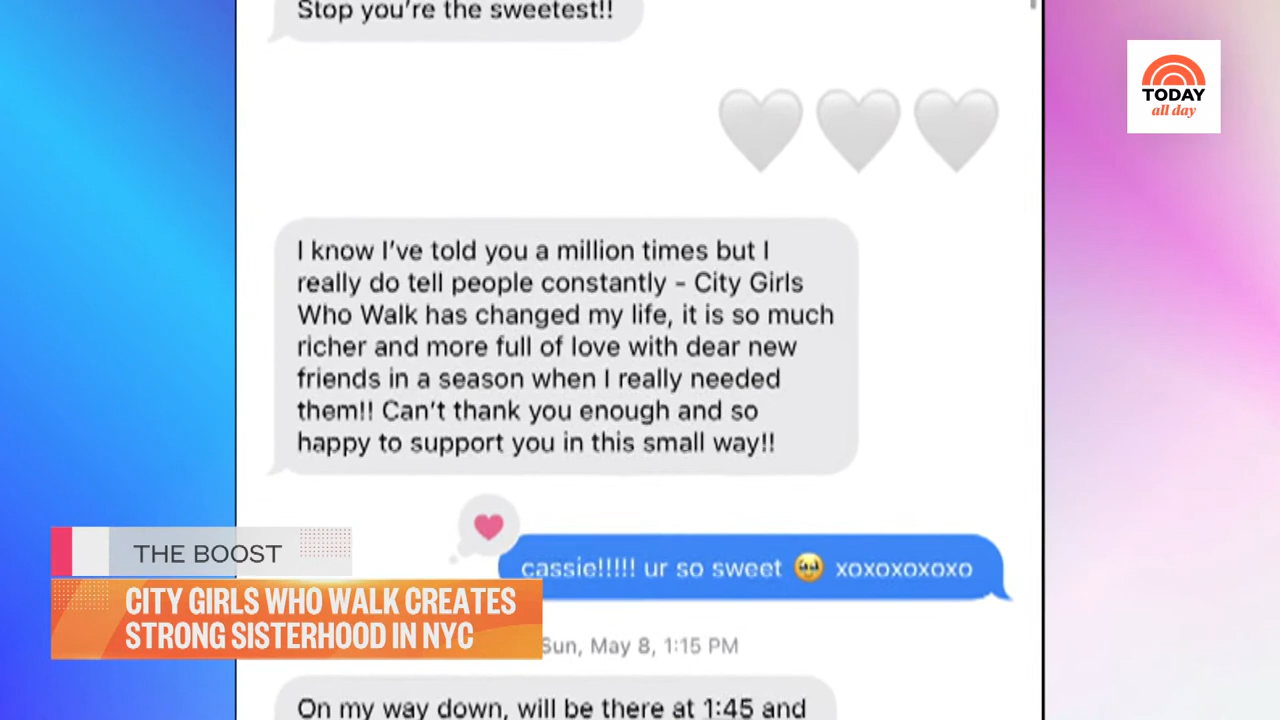 Stop you're the sweetest!!
TODAY
all day
🤍🤍🤍
I know I've told you a million times but I
really do tell people constantly - City Girls
Who Walk has changed my life, it is so much
richer and more full of love with dear new
friends in a season when I really needed
them!! Can't thank you enough and so
happy to support you in this small way!!
cassie!!!!! ur so sweet 🥹 xoxoxoxoxo
THE BOOST
CITY GIRLS WHO WALK CREATES
STRONG SISTERHOOD IN NYC
Sun, May 8, 1:15 PM
On my way down, will be there at 1:45 and